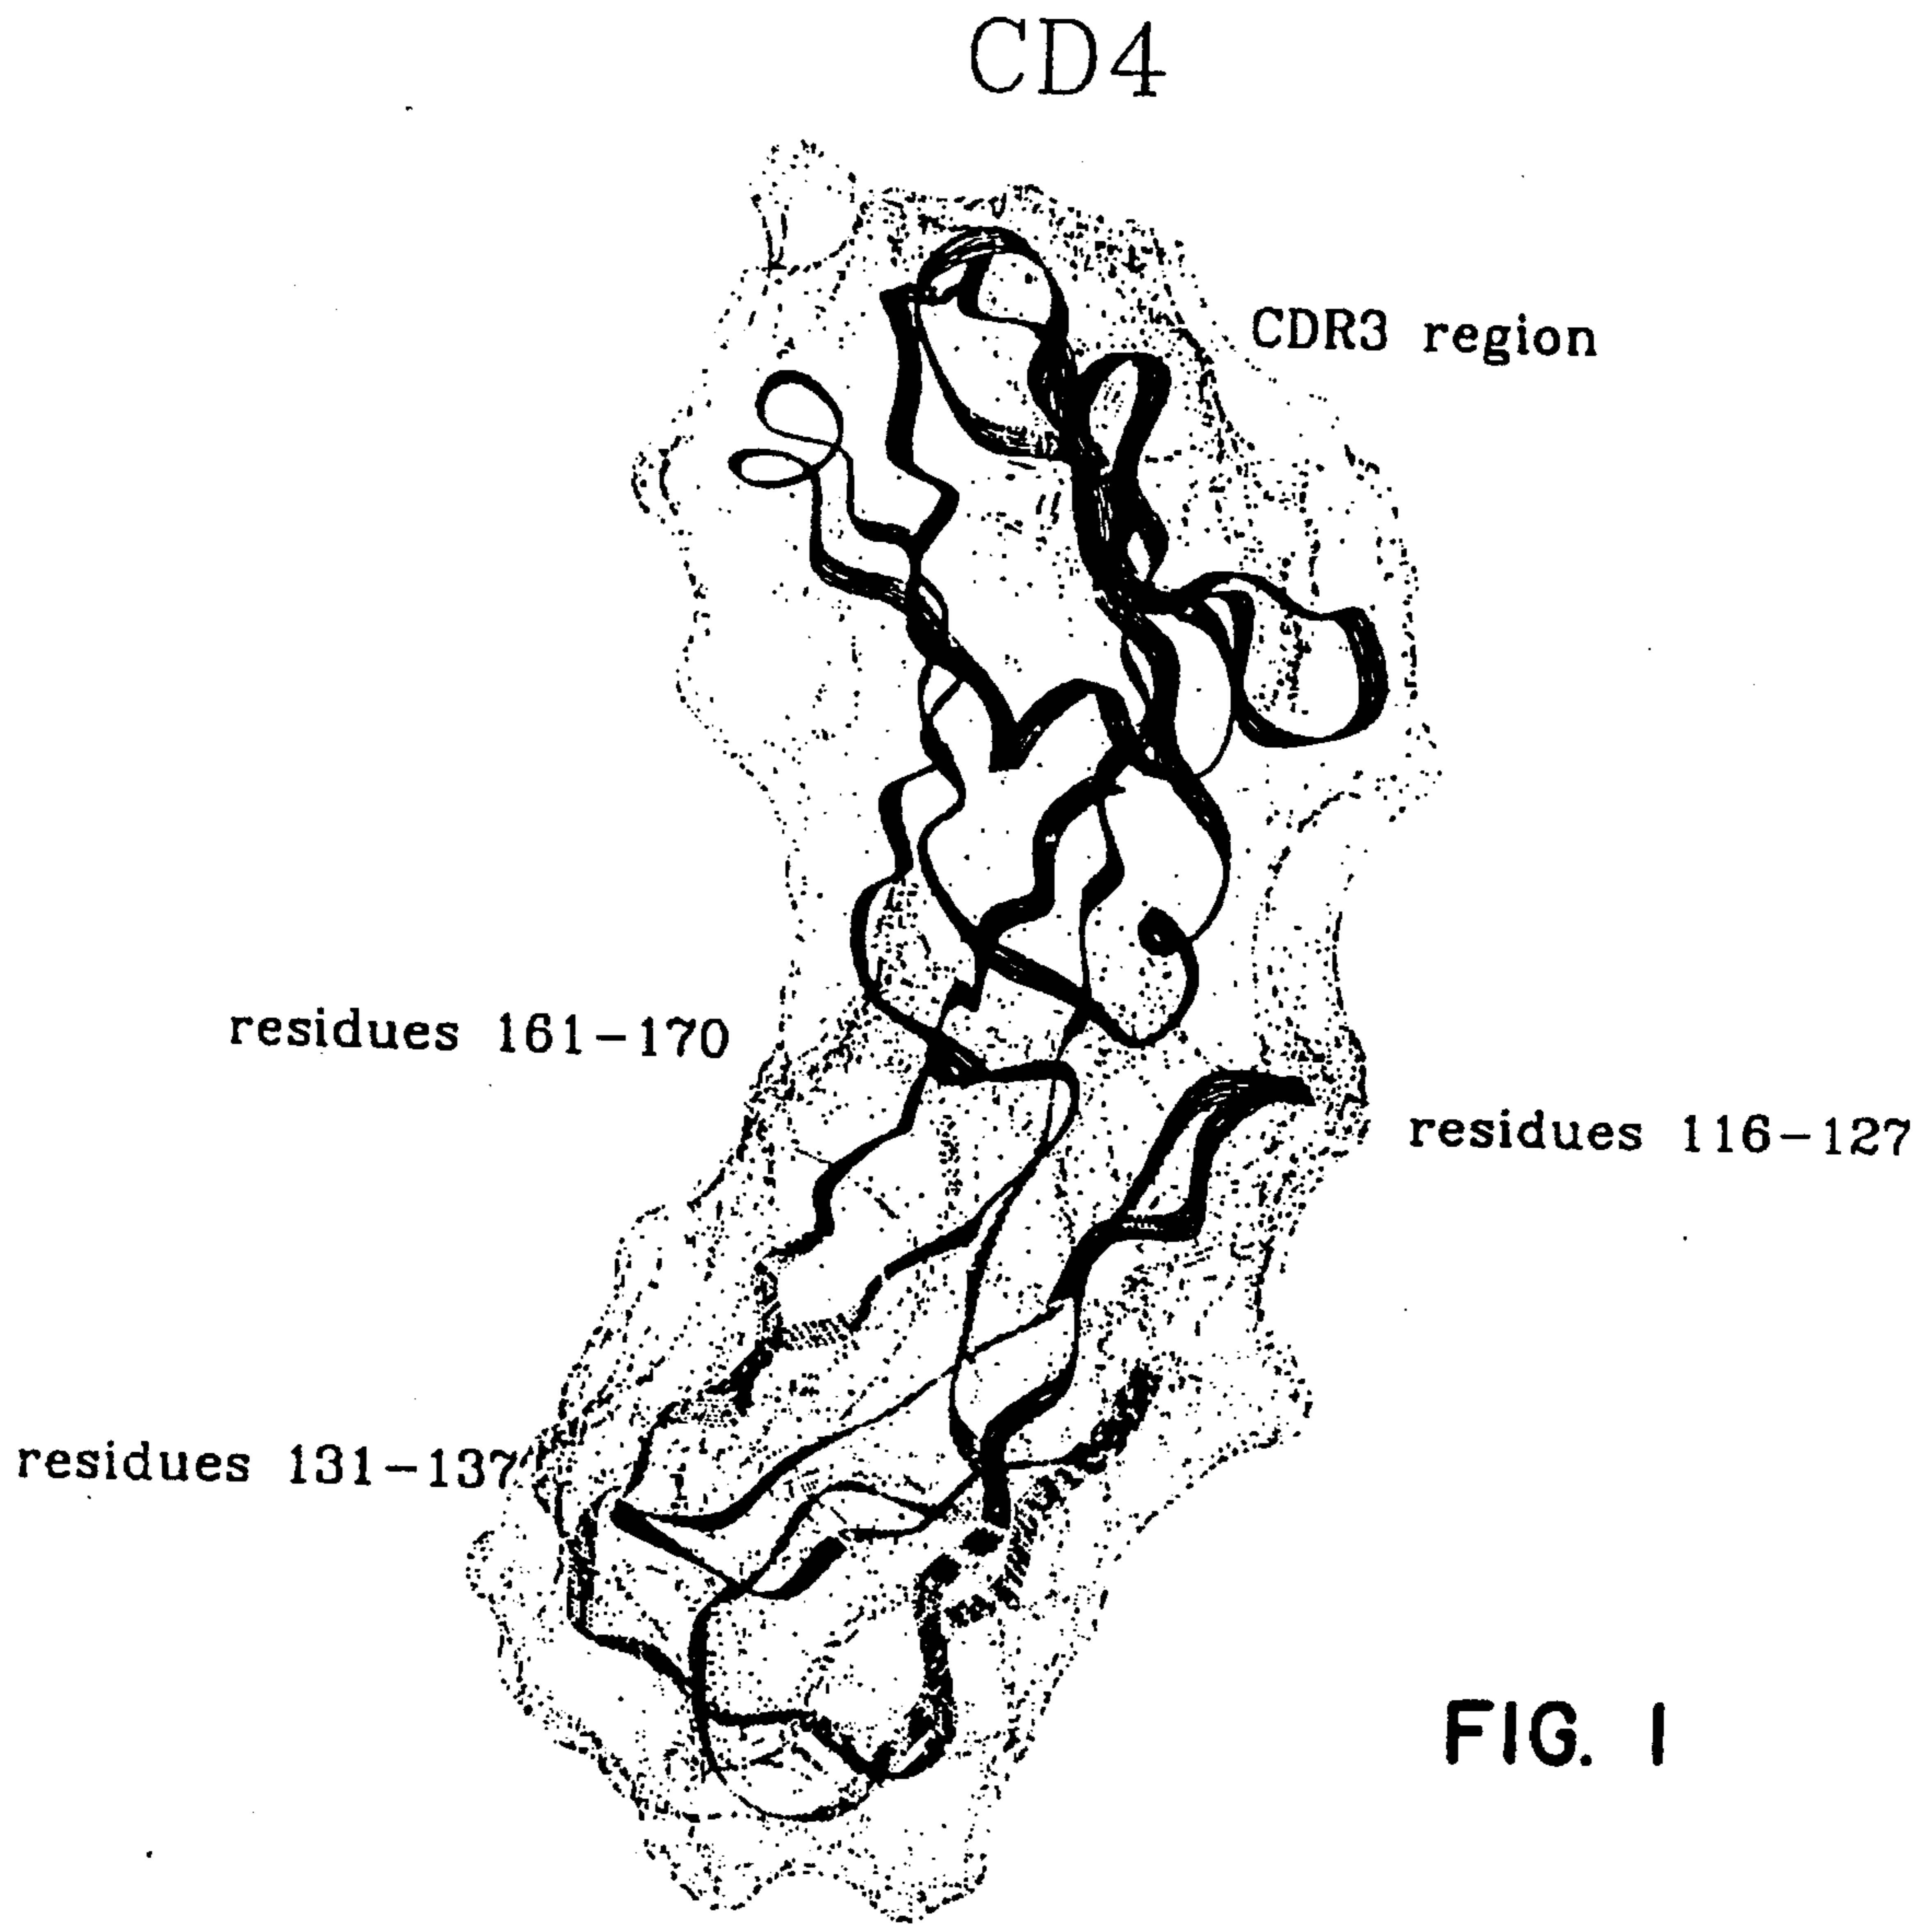 CD4
CDR3 region
residues 161-170
residues 116-127
residues 131-137
FIG. 1